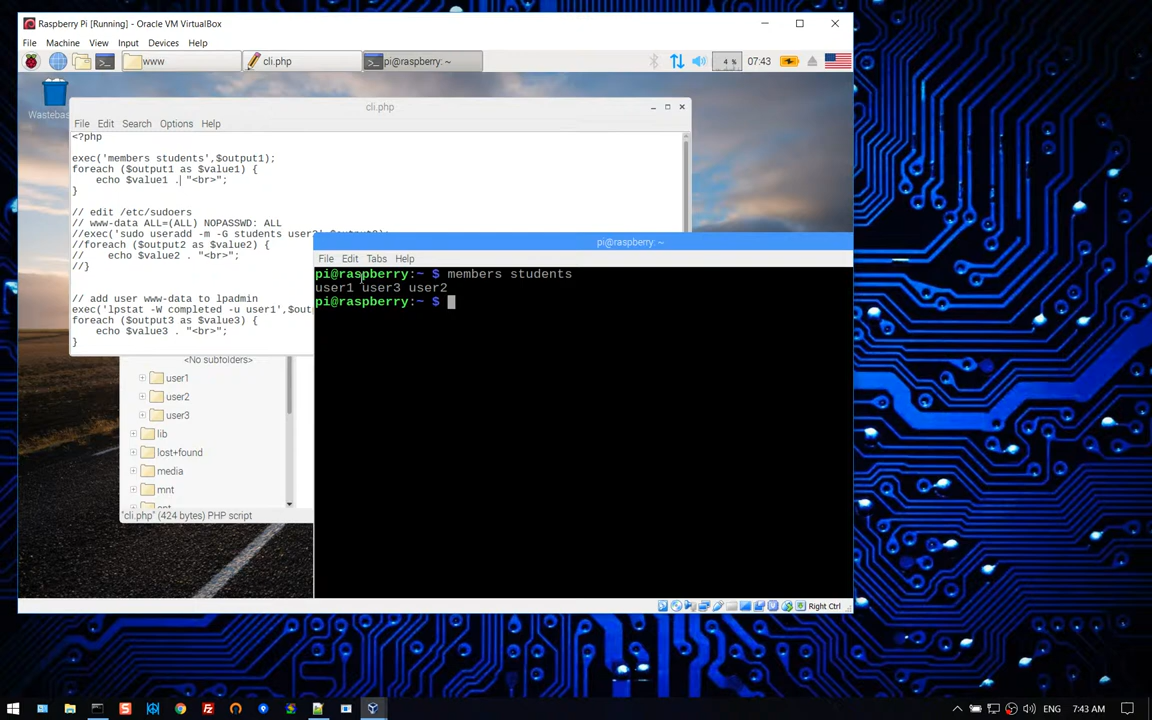 Raspberry Pi [Running] - Oracle VM VirtualBox
File Machine View Input Devices Help
www
cli.php
pi@raspberry: ~
4 %
07:43
cli.php
File Edit Search Options Help
<?php
exec('members students',$output1);
foreach ($output1 as $value1) {
echo $value1 . "<br>";
}
// edit /etc/sudoers
// www-data ALL=(ALL) NOPASSWD: ALL
//exec('sudo useradd -m -G students
//foreach ($output2 as $value2) {
// echo $value2 . "<br>";
//}
// add user www-data to lpadmin
exec('lpstat -W completed -u user1',$out
foreach ($output3 as $value3) {
echo $value3 . "<br>";
}
pi@raspberry: ~
File Edit Tabs Help
pi@raspberry:~ $ members students
user1 user3 user2
pi@raspberry:~ $
<No subfolders>
user1
user2
user3
lib
lost+found
media
mnt
"cli.php" (424 bytes) PHP script
Right Ctrl
ENG
7:43 AM